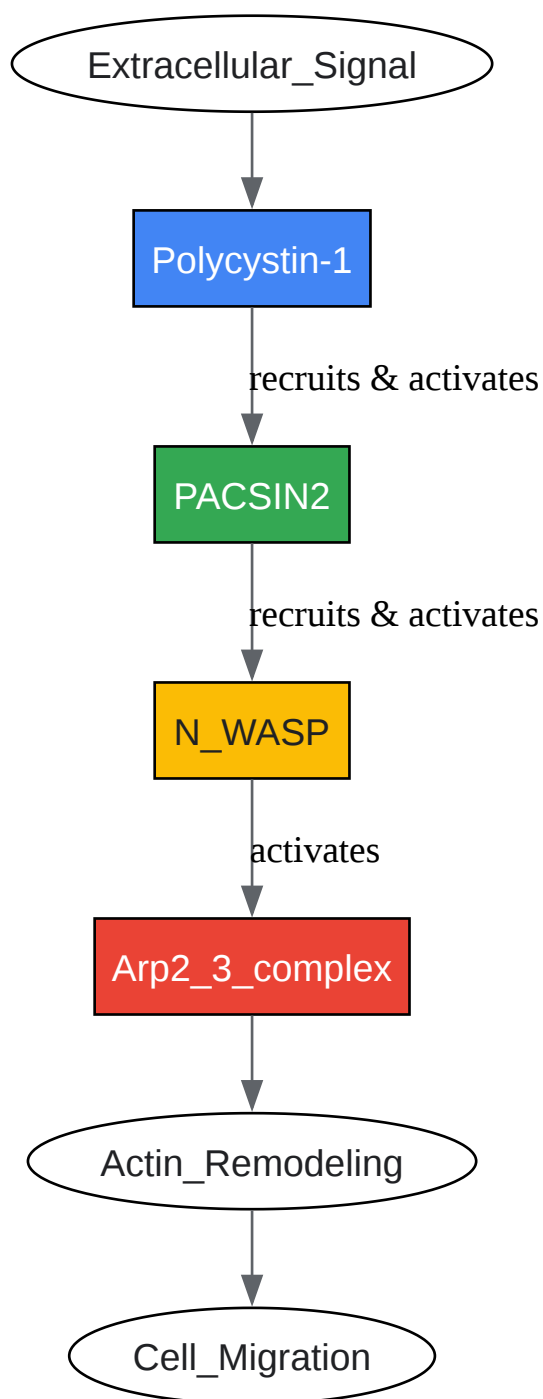 Extracellular_Signal
Polycystin-1
recruits & activates
PACSIN2
recruits & activates
N_WASP
activates
Arp2_3_complex
Actin_Remodeling
Cell_Migration